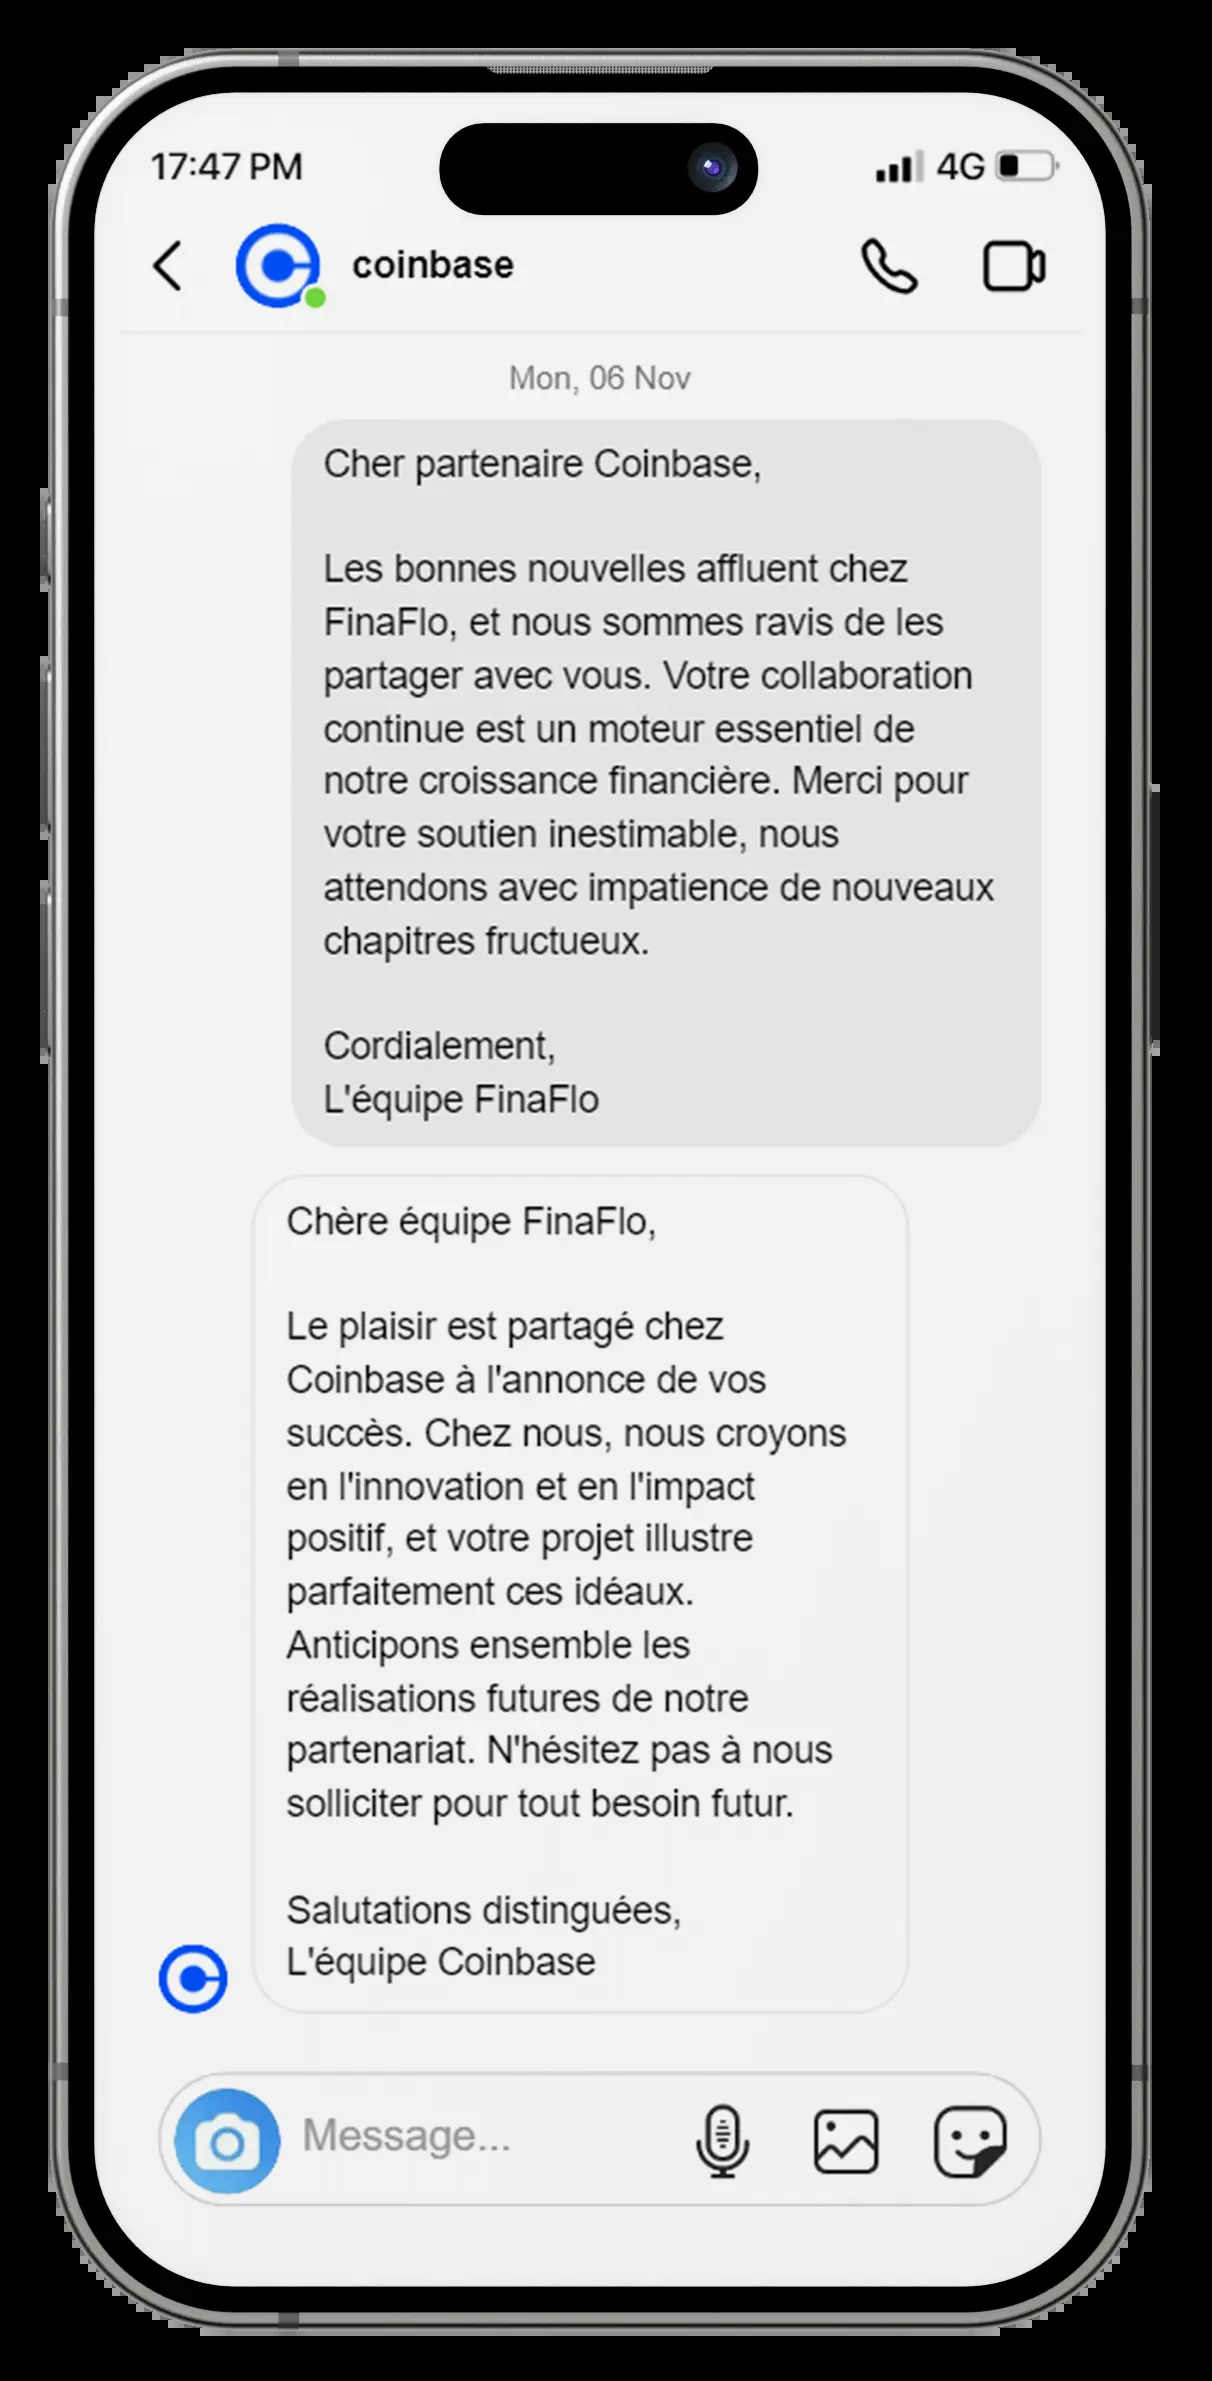 17:47 PM
4G
coinbase
Mon, 06 Nov
Cher partenaire Coinbase,
Les bonnes nouvelles affluent chez
FinaFlo, et nous sommes ravis de les
partager avec vous. Votre collaboration
continue est un moteur essentiel de
notre croissance financière. Merci pour
votre soutien inestimable, nous
attendons avec impatience de nouveaux
chapitres fructueux.
Cordialement,
L'équipe FinaFlo
Chère équipe FinaFlo,
Le plaisir est partagé chez
Coinbase à l'annonce de vos
succès. Chez nous, nous croyons
en l'innovation et en l'impact
positif, et votre projet illustre
parfaitement ces idéaux.
Anticipons ensemble les
réalisations futures de notre
partenariat. N'hésitez pas à nous
solliciter pour tout besoin futur.
Salutations distinguées,
L'équipe Coinbase
Message...